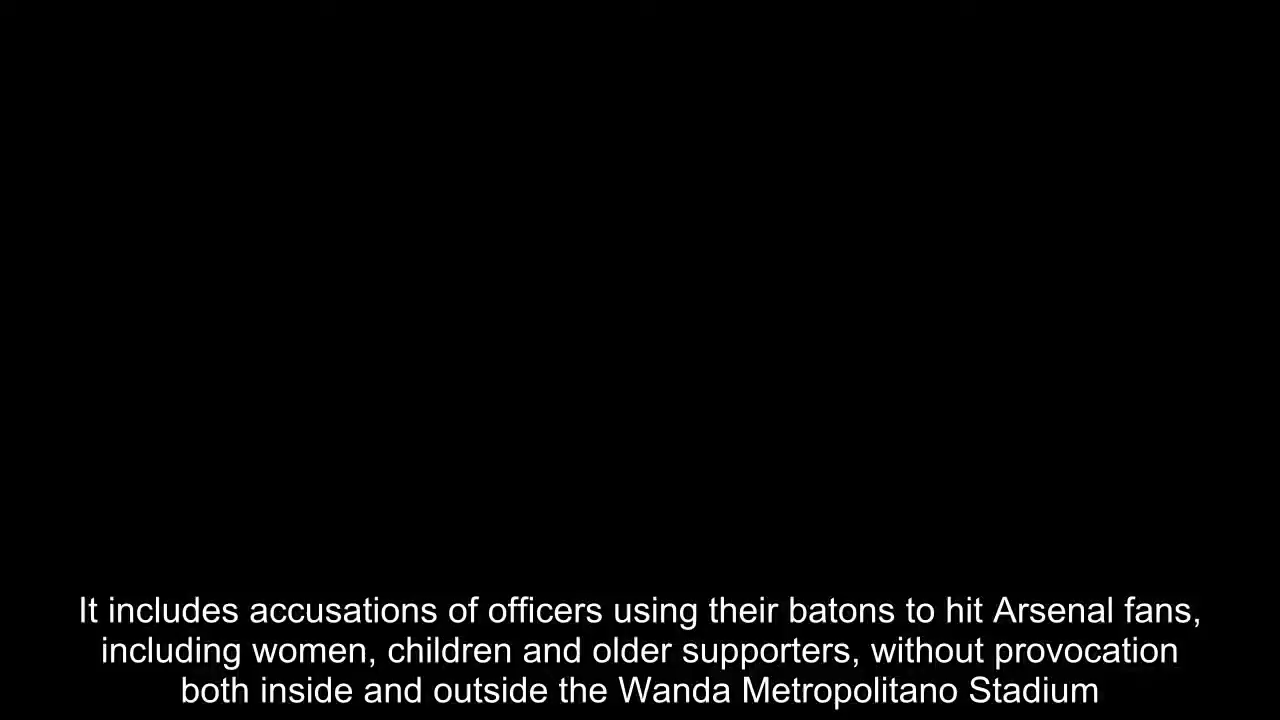 It includes accusations of officers using their batons to hit Arsenal fans,
including women, children and older supporters, without provocation
both inside and outside the Wanda Metropolitano Stadium